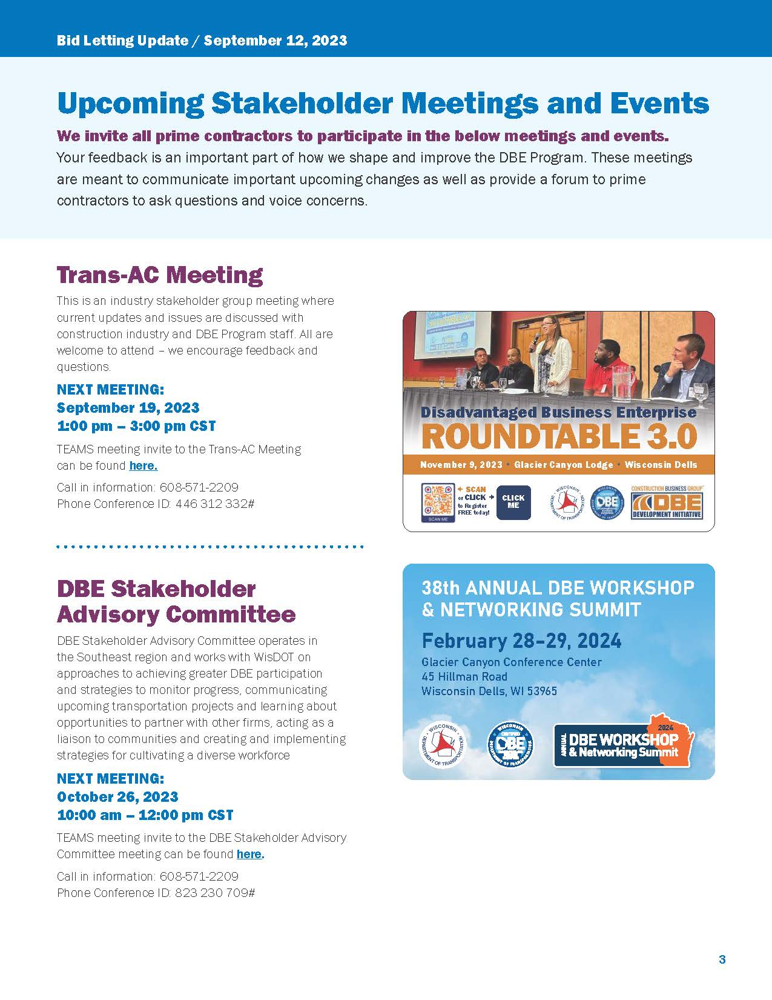 Bid Letting Update / September 12, 2023
Upcoming Stakeholder Meetings and Events
We invite all prime contractors to participate in the below meetings and events.
Your feedback is an important part of how we shape and improve the DBE Program. These meetings
are meant to communicate important upcoming changes as well as provide a forum to prime
contractors to ask questions and voice concerns.
Trans-AC Meeting
This is an industry stakeholder group meeting where
current updates and issues are discussed with
construction industry and DBE Program staff. All are
welcome to attend – we encourage feedback and
questions.
NEXT MEETING:
September 19, 2023
1:00 pm – 3:00 pm CST
TEAMS meeting invite to the Trans-AC Meeting
can be found here.
Call in information: 608-571-2209
Phone Conference ID: 446 312 332#
DBE Stakeholder
Advisory Committee
DBE Stakeholder Advisory Committee operates in
the Southeast region and works with WisDOT on
approaches to achieving greater DBE participation
and strategies to monitor progress, communicating
upcoming transportation projects and learning about
opportunities to partner with other firms, acting as a
liaison to communities and creating and implementing
strategies for cultivating a diverse workforce
NEXT MEETING:
October 26, 2023
10:00 am – 12:00 pm CST
TEAMS meeting invite to the DBE Stakeholder Advisory
Committee meeting can be found here.
Call in information: 608-571-2209
Phone Conference ID: 823 230 709#
ROUNDTABLE 2.0
Disadvantaged Business Enterprise
ROUNDTABLE 3.0
November 9, 2023 • Glacier Canyon Lodge • Wisconsin Dells
SCAN ME
← SCAN
or CLICK →
to Register
FREE today!
CLICK
ME
WISCONSIN
DEPARTMENT OF TRANSPORTATION
WISCONSIN
CERTIFIED
DBE
DEPARTMENT OF TRANSPORTATION
CONSTRUCTION BUSINESS GROUP
DBE
DEVELOPMENT INITIATIVE
38th ANNUAL DBE WORKSHOP
& NETWORKING SUMMIT
February 28–29, 2024
Glacier Canyon Conference Center
45 Hillman Road
Wisconsin Dells, WI 53965
WISCONSIN
DEPARTMENT OF TRANSPORTATION
WISCONSIN
CERTIFIED
DBE
DEPARTMENT OF TRANSPORTATION
2024
ANNUAL
DBE WORKSHOP
& Networking Summit
3